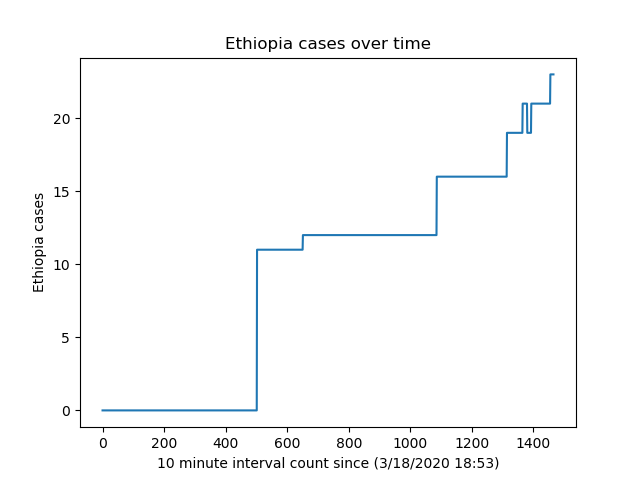 Ethiopia cases over time
20
15
10
5
0
Ethiopia cases
0 200 400 600 800 1000 1200 1400
10 minute interval count since (3/18/2020 18:53)